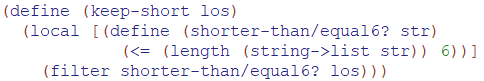 (define (keep-short los)
(local [(define (shorter-than/equal6? str)
(<= (length (string->list str)) 6))]
(filter shorter-than/equal6? los)))